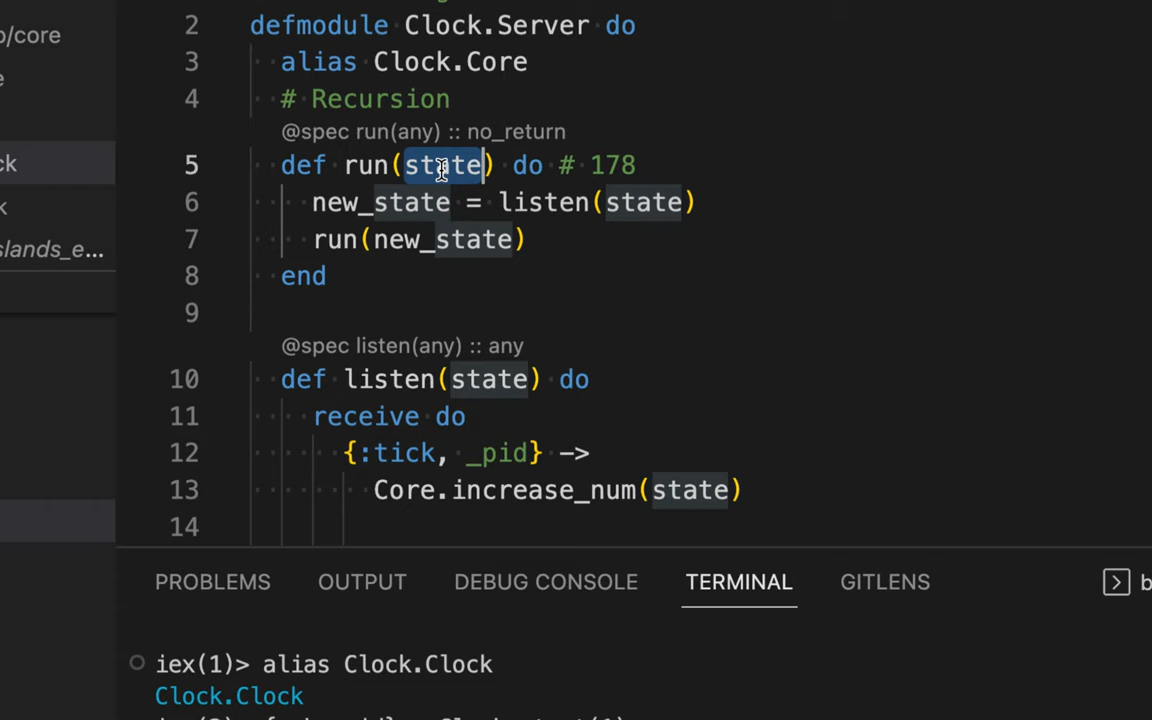 p/core
e
ck
k
slands_e...
2 defmodule Clock.Server do
3 alias Clock.Core
4 # Recursion
@spec run(any) :: no_return
5 def run(state) do # 178
6 new_state = listen(state)
7 run(new_state)
8 end
9
@spec listen(any) :: any
10 def listen(state) do
11 receive do
12 {:tick, _pid} ->
13 Core.increase_num(state)
14
PROBLEMS OUTPUT DEBUG CONSOLE TERMINAL GITLENS b
iex(1)> alias Clock.Clock
Clock.Clock